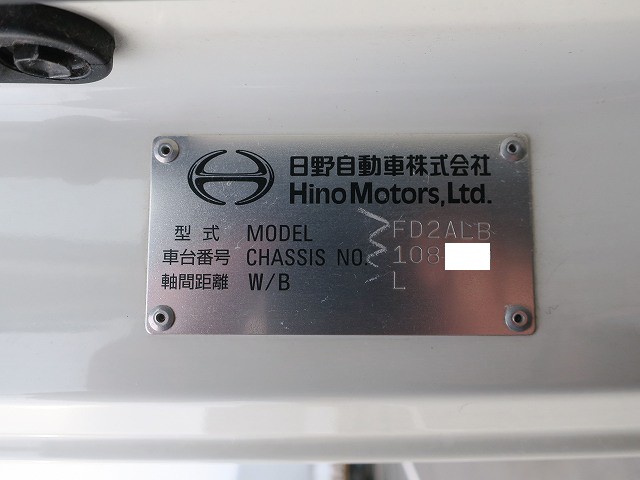 日野自動車株式会社
Hino Motors, Ltd.
型式 MODEL FD2ALB
車台番号 CHASSIS NO. 108
軸間距離 W/B L